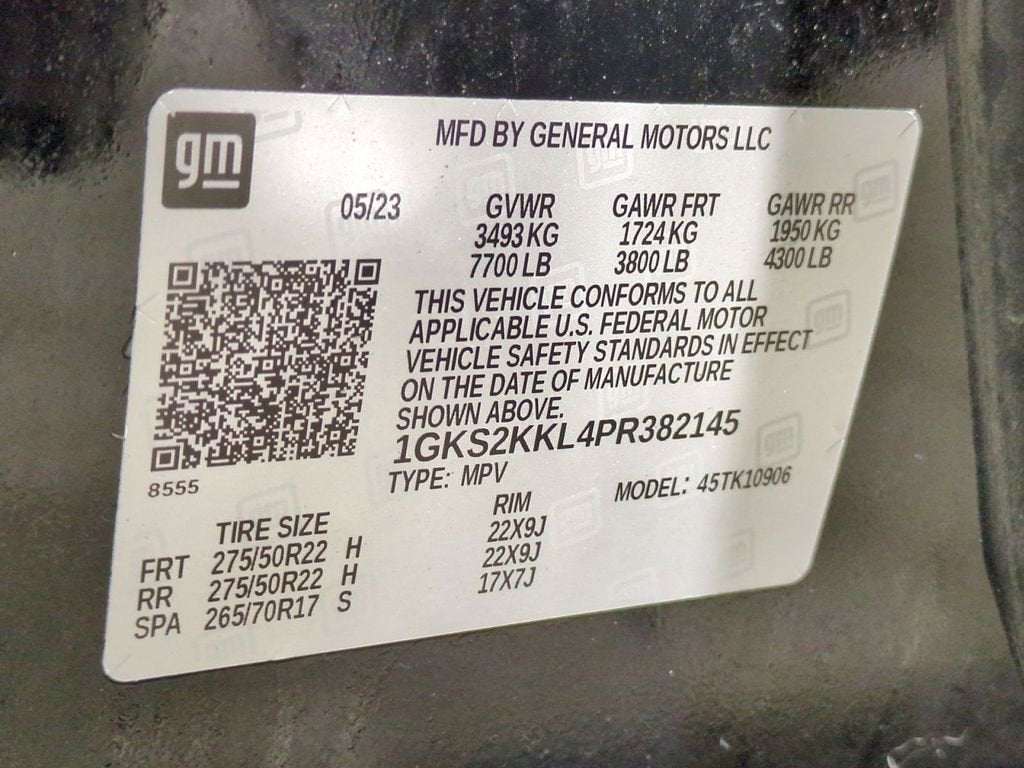 gm
MFD BY GENERAL MOTORS LLC
05/23 GVWR GAWR FRT GAWR RR
3493 KG 1724 KG 1950 KG
7700 LB 3800 LB 4300 LB
THIS VEHICLE CONFORMS TO ALL
APPLICABLE U.S. FEDERAL MOTOR
VEHICLE SAFETY STANDARDS IN EFFECT
ON THE DATE OF MANUFACTURE
SHOWN ABOVE.
1GKS2KKL4PR382145
8555
TYPE: MPV MODEL: 45TK10906
TIRE SIZE RIM
FRT 275/50R22 H 22X9J
RR 275/50R22 H 22X9J
SPA 265/70R17 S 17X7J